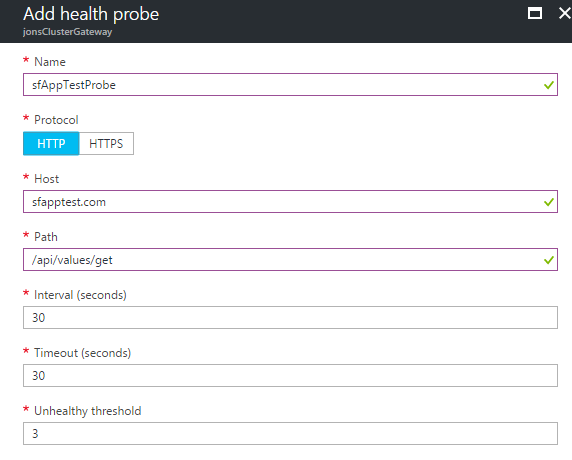 Add health probe
jonsClusterGateway
* Name
sfAppTestProbe
* Protocol
HTTP HTTPS
* Host
sfapptest.com
* Path
/api/values/get
* Interval (seconds)
30
* Timeout (seconds)
30
* Unhealthy threshold
3